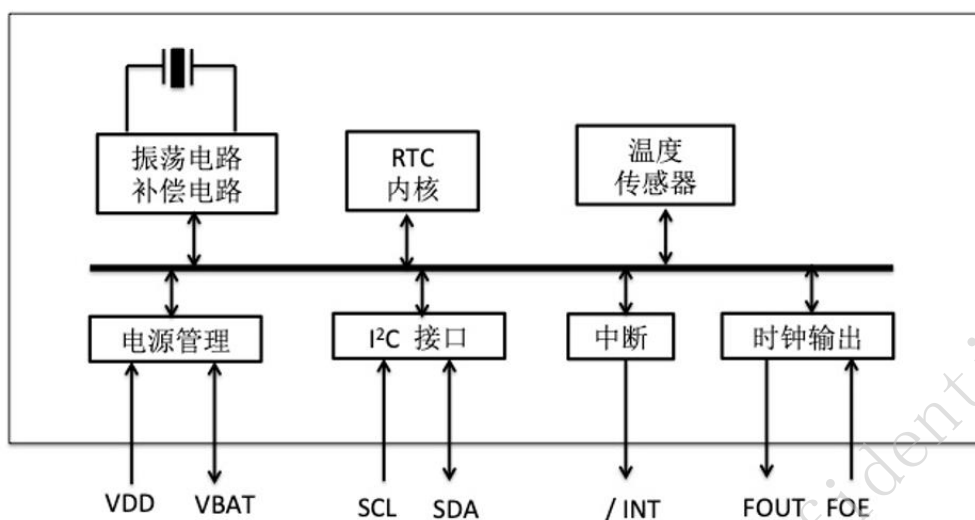 振荡电路
补偿电路
RTC
内核
温度
传感器
电源管理
I²C 接口
中断
时钟输出
VDD
VBAT
SCL
SDA
/ INT
FOUT
FOE